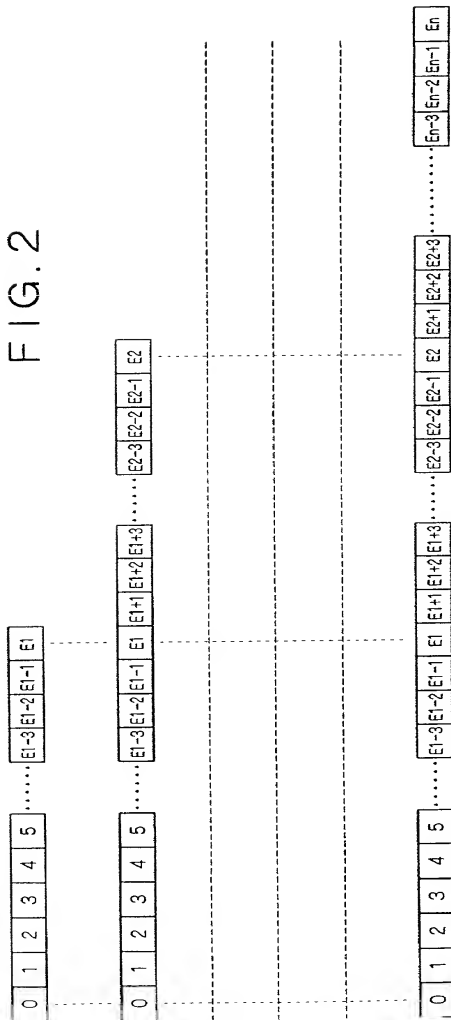 FIG. 2
0 1 2 3 4 5 ...... E1-3 E1-2 E1-1 E1
0 1 2 3 4 5 ...... E1-3 E1-2 E1-1 E1 E1+1 E1+2 E1+3 ...... E2-3 E2-2 E2-1 E2
0 1 2 3 4 5 ...... E1-3 E1-2 E1-1 E1 E1+1 E1+2 E1+3 ...... E2-3 E2-2 E2-1 E2 E2+1 E2+2 E2+3 .......... En-3 En-2 En-1 En